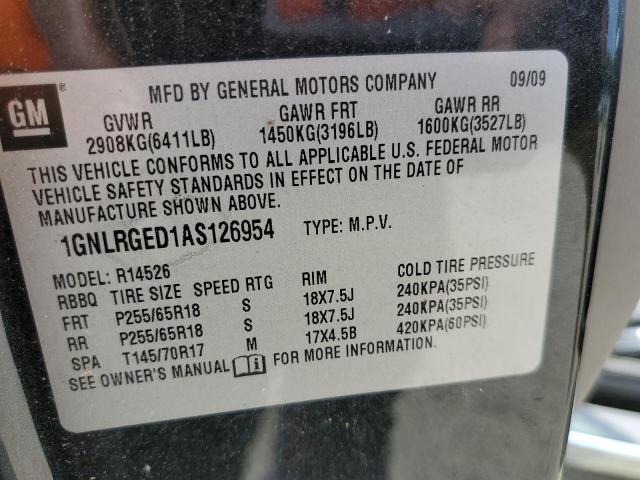 GM
MFD BY GENERAL MOTORS COMPANY 09/09
GVWR GAWR FRT GAWR RR
2908KG(6411LB) 1450KG(3196LB) 1600KG(3527LB)
THIS VEHICLE CONFORMS TO ALL APPLICABLE U.S. FEDERAL MOTOR
VEHICLE SAFETY STANDARDS IN EFFECT ON THE DATE OF
MANUFACTURE SHOWN ABOVE.
1GNLRGED1AS126954 TYPE: M.P.V.
MODEL: R14526
RBBQ TIRE SIZE SPEED RTG RIM COLD TIRE PRESSURE
FRT P255/65R18 S 18X7.5J 240KPA(35PSI)
RR P255/65R18 S 18X7.5J 240KPA(35PSI)
SPA T145/70R17 M 17X4.5B 420KPA(60PSI)
SEE OWNER'S MANUAL i FOR MORE INFORMATION.